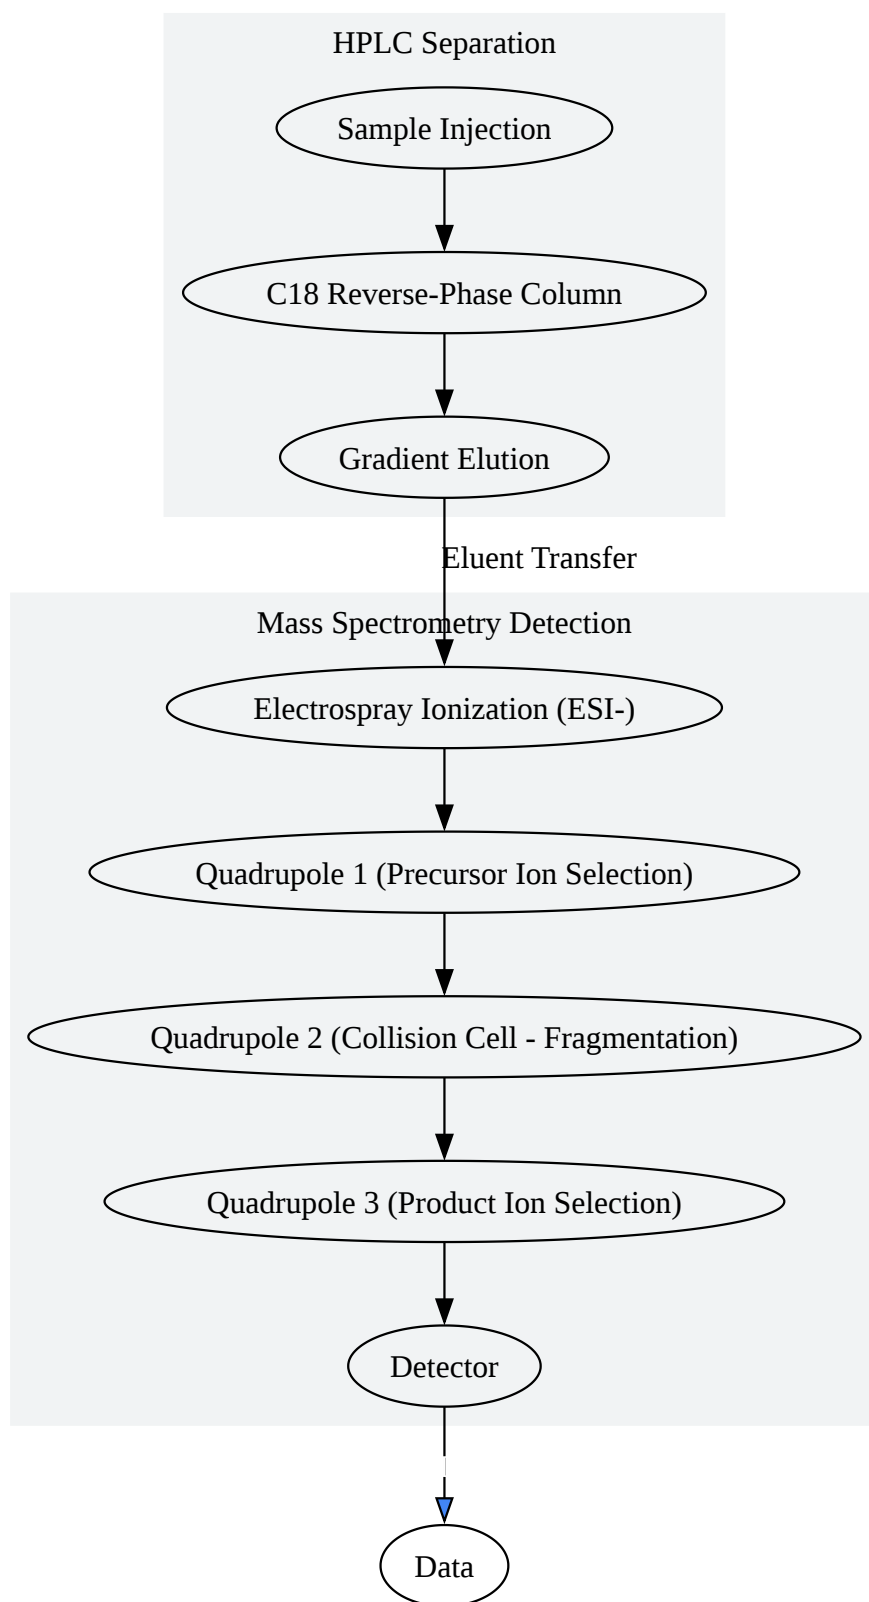 HPLC Separation
Sample Injection
C18 Reverse-Phase Column
Gradient Elution
Eluent Transfer
Mass Spectrometry Detection
Electrospray Ionization (ESI-)
Quadrupole 1 (Precursor Ion Selection)
Quadrupole 2 (Collision Cell - Fragmentation)
Quadrupole 3 (Product Ion Selection)
Detector
Data